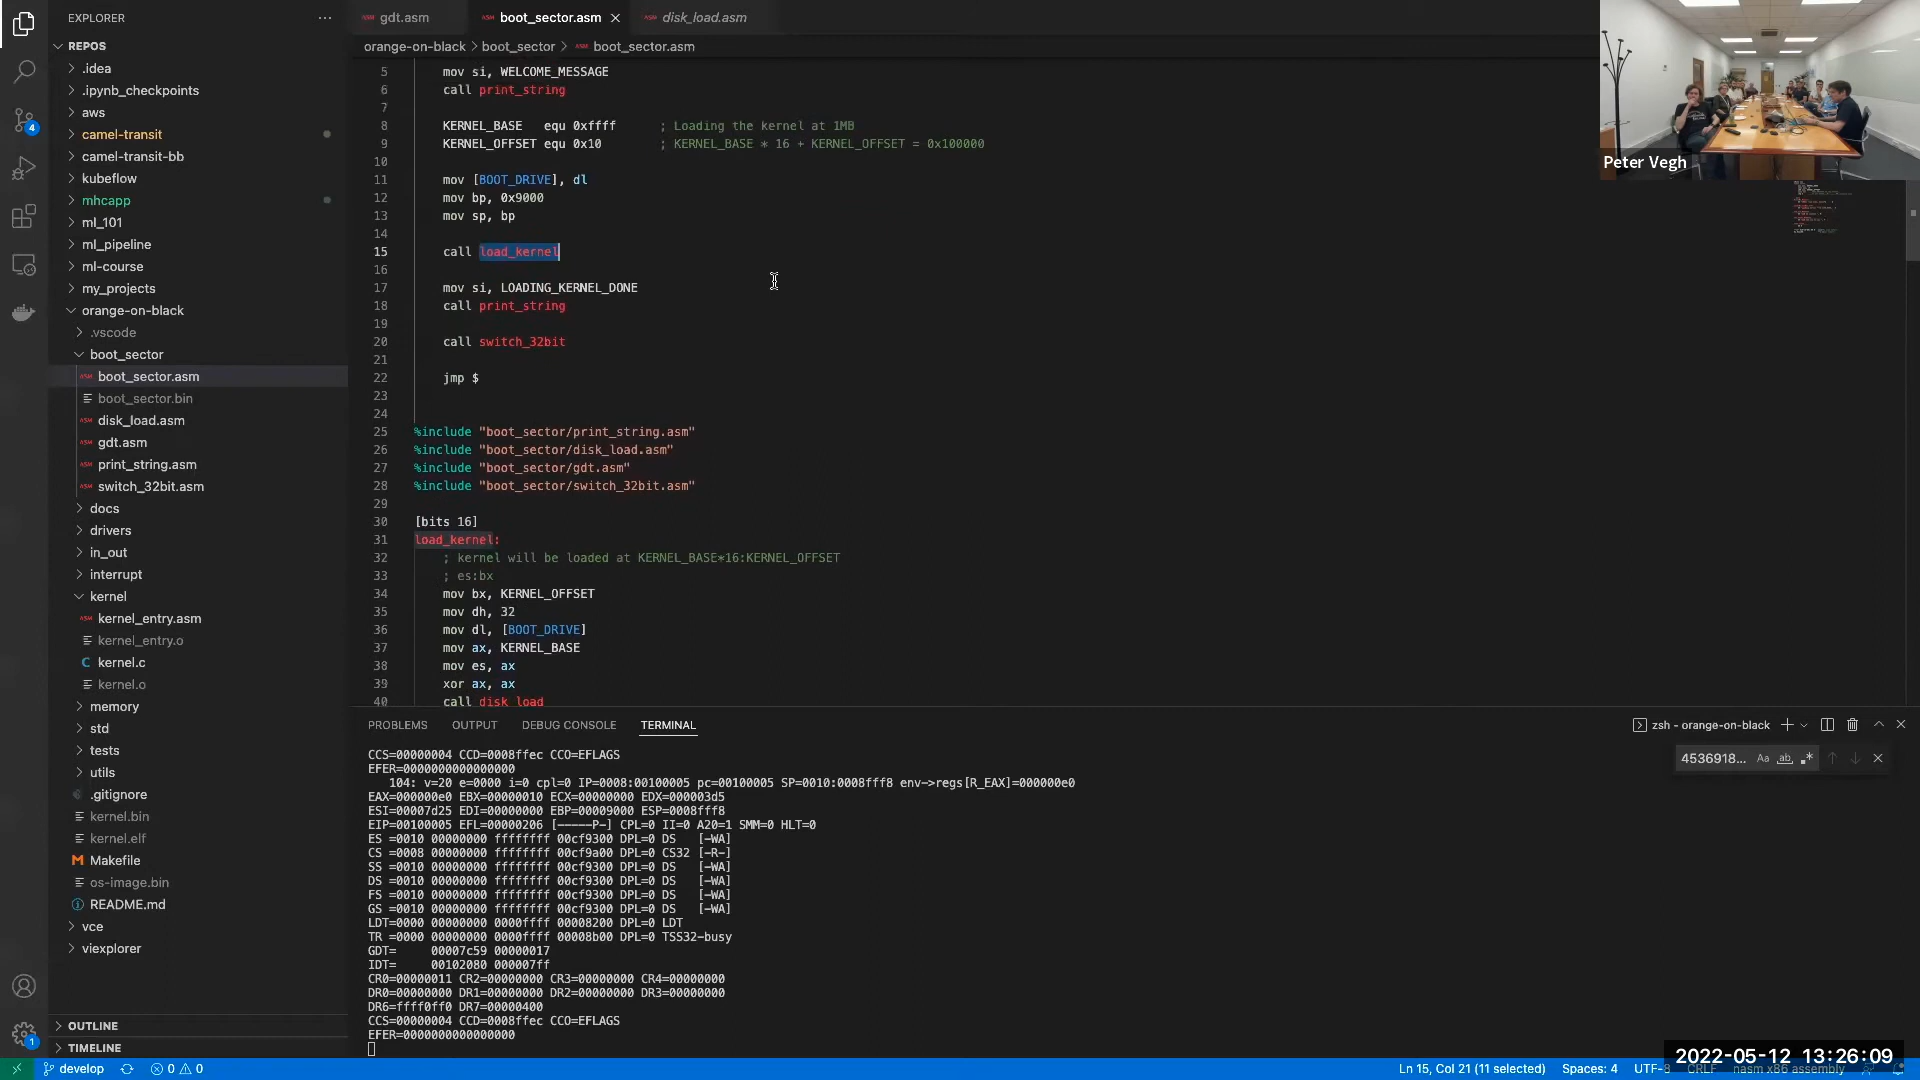 EXPLORER
REPOS
.idea
.ipynb_checkpoints
aws
camel-transit
camel-transit-bb
kubeflow
mhcapp
ml_101
ml_pipeline
ml-course
my_projects
orange-on-black
.vscode
boot_sector
boot_sector.asm
boot_sector.bin
disk_load.asm
gdt.asm
print_string.asm
switch_32bit.asm
docs
drivers
in_out
interrupt
kernel
kernel_entry.asm
kernel_entry.o
kernel.c
kernel.o
memory
std
tests
utils
.gitignore
kernel.bin
kernel.elf
Makefile
os-image.bin
README.md
vce
viexplorer
OUTLINE
TIMELINE
gdt.asm boot_sector.asm disk_load.asm
orange-on-black > boot_sector > boot_sector.asm
5 mov si, WELCOME_MESSAGE
6 call print_string
7
8 KERNEL_BASE equ 0xffff ; Loading the kernel at 1MB
9 KERNEL_OFFSET equ 0x10 ; KERNEL_BASE * 16 + KERNEL_OFFSET = 0x100000
10
11 mov [BOOT_DRIVE], dl
12 mov bp, 0x9000
13 mov sp, bp
14
15 call load_kernel
16
17 mov si, LOADING_KERNEL_DONE
18 call print_string
19
20 call switch_32bit
21
22 jmp $
23
24
25 %include "boot_sector/print_string.asm"
26 %include "boot_sector/disk_load.asm"
27 %include "boot_sector/gdt.asm"
28 %include "boot_sector/switch_32bit.asm"
29
30 [bits 16]
31 load_kernel:
32 ; kernel will be loaded at KERNEL_BASE*16:KERNEL_OFFSET
33 ; es:bx
34 mov bx, KERNEL_OFFSET
35 mov dh, 32
36 mov dl, [BOOT_DRIVE]
37 mov ax, KERNEL_BASE
38 mov es, ax
39 xor ax, ax
40 call disk_load
Peter Vegh
PROBLEMS OUTPUT DEBUG CONSOLE TERMINAL
zsh - orange-on-black
4536918... Aa ab .*
CCS=00000004 CCD=0008ffec CCO=EFLAGS
EFER=0000000000000000
104: v=20 e=0000 i=0 cpl=0 IP=0008:00100005 pc=00100005 SP=0010:0008fff8 env->regs[R_EAX]=000000e0
EAX=000000e0 EBX=00000010 ECX=00000000 EDX=000003d5
ESI=00007d25 EDI=00000000 EBP=00009000 ESP=0008fff8
EIP=00100005 EFL=00000206 [-----P-] CPL=0 II=0 A20=1 SMM=0 HLT=0
ES =0010 00000000 ffffffff 00cf9300 DPL=0 DS [-WA]
CS =0008 00000000 ffffffff 00cf9a00 DPL=0 CS32 [-R-]
SS =0010 00000000 ffffffff 00cf9300 DPL=0 DS [-WA]
DS =0010 00000000 ffffffff 00cf9300 DPL=0 DS [-WA]
FS =0010 00000000 ffffffff 00cf9300 DPL=0 DS [-WA]
GS =0010 00000000 ffffffff 00cf9300 DPL=0 DS [-WA]
LDT=0000 00000000 0000ffff 00008200 DPL=0 LDT
TR =0000 00000000 0000ffff 00008b00 DPL=0 TSS32-busy
GDT= 00007c59 00000017
IDT= 00102080 000007ff
CR0=00000011 CR2=00000000 CR3=00000000 CR4=00000000
DR0=00000000 DR1=00000000 DR2=00000000 DR3=00000000
DR6=ffff0ff0 DR7=00000400
CCS=00000004 CCD=0008ffec CCO=EFLAGS
EFER=0000000000000000
4
1
develop 0 0
Ln 15, Col 21 (11 selected) Spaces: 4 UTF-8 CRLF nasm x86 assembly
2022-05-12 13:26:09